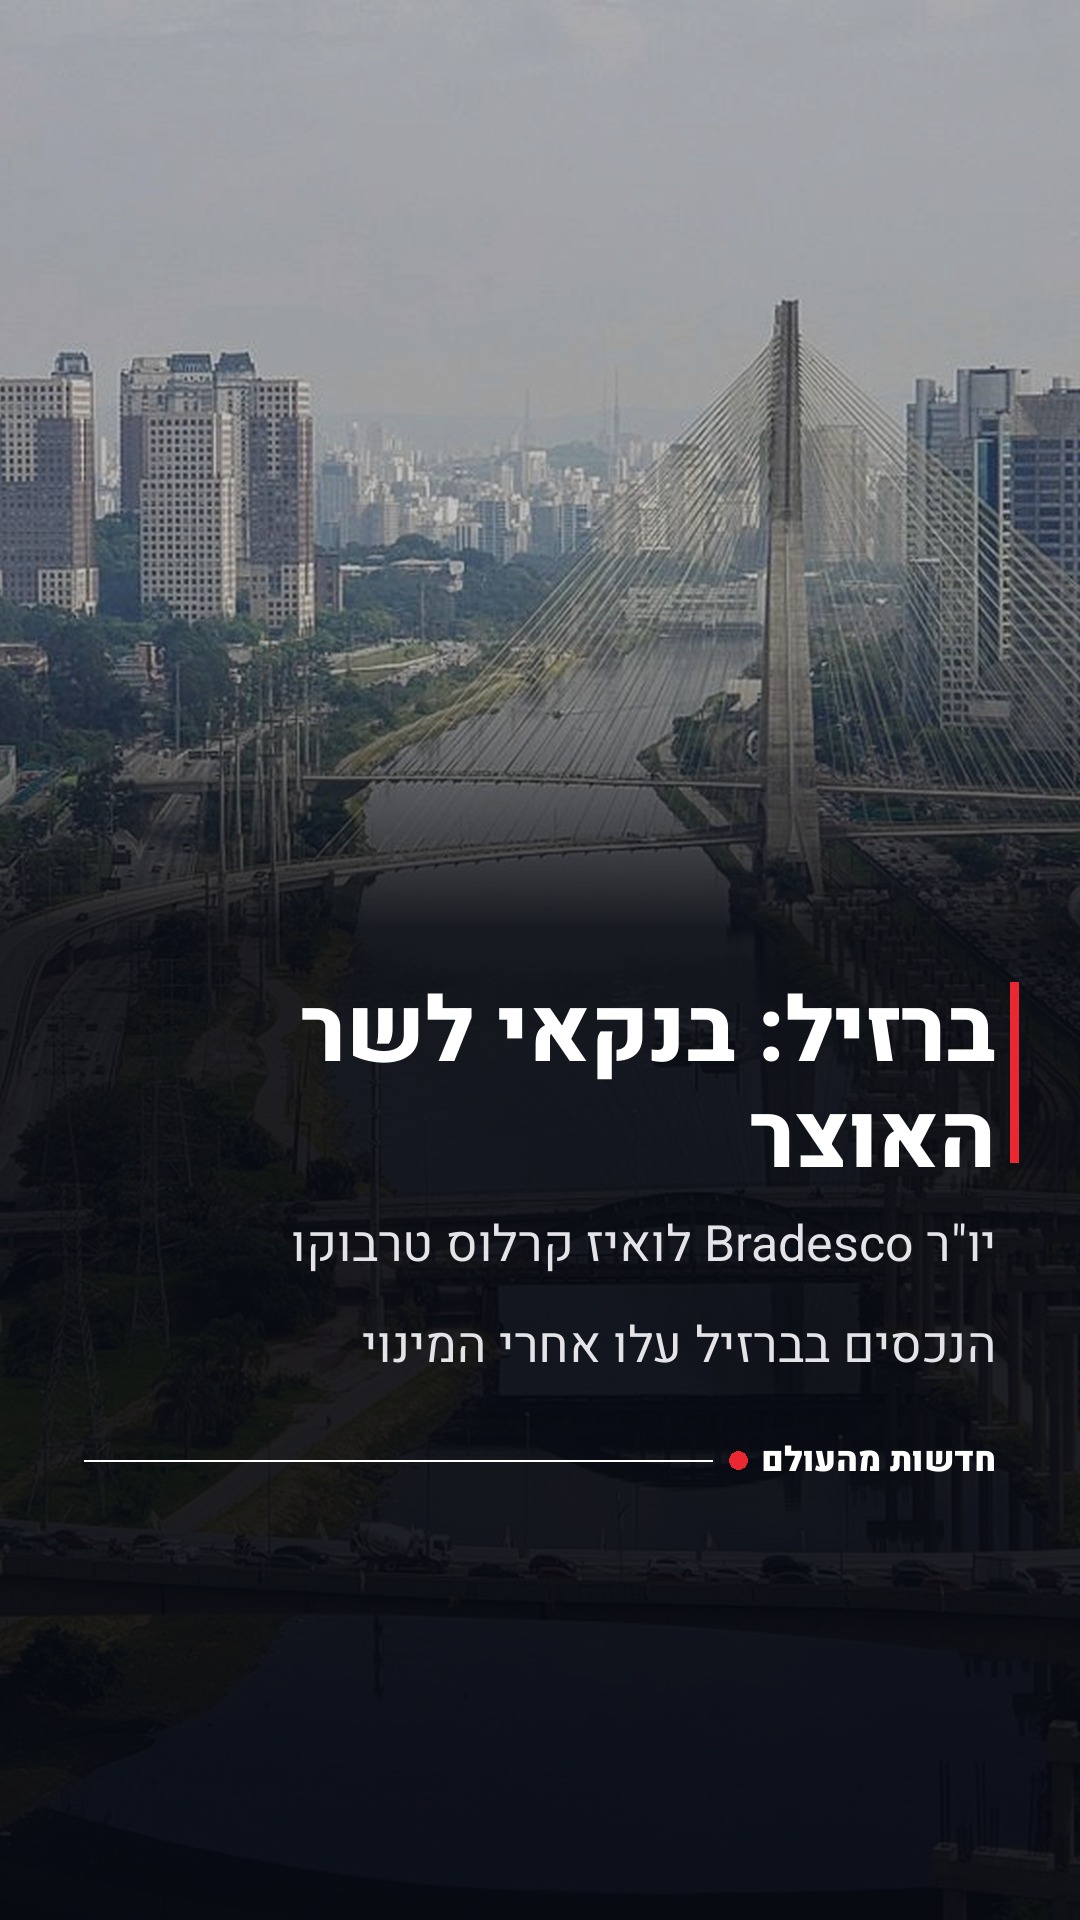 ברזיל: בנקאי לשר
האוצר
יו"ר Bradesco לואיז קרלוס טרבוקו
הנכסים בברזיל עלו אחרי המינוי
חדשות מהעולם